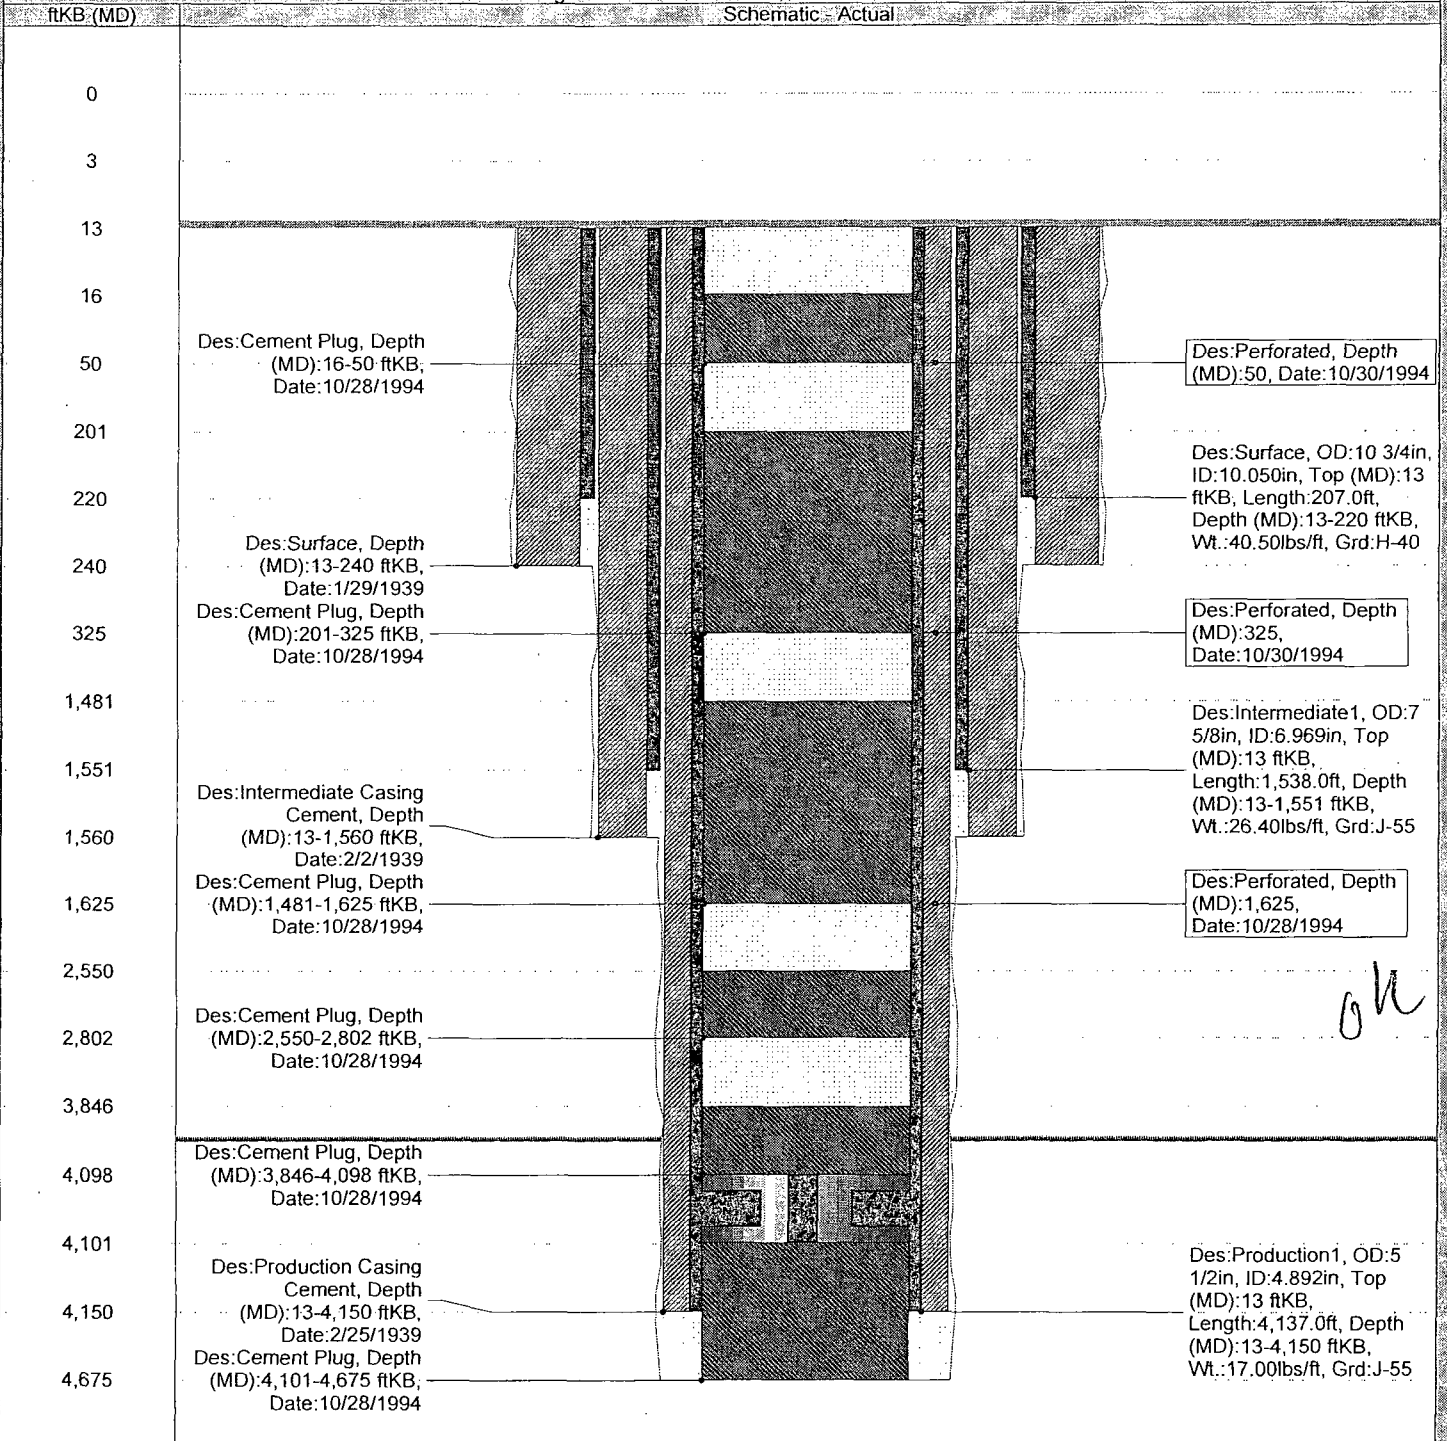 ftKB (MD)
Schematic - Actual
0
3
13
16
50
201
220
240
325
1,481
1,551
1,560
1,625
2,550
2,802
3,846
4,098
4,101
4,150
4,675
Des:Cement Plug, Depth
(MD):16-50 ftKB,
Date:10/28/1994
Des:Surface, Depth
(MD):13-240 ftKB,
Date:1/29/1939
Des:Cement Plug, Depth
(MD):201-325 ftKB,
Date:10/28/1994
Des:Intermediate Casing
Cement, Depth
(MD):13-1,560 ftKB,
Date:2/2/1939
Des:Cement Plug, Depth
(MD):1,481-1,625 ftKB,
Date:10/28/1994
Des:Cement Plug, Depth
(MD):2,550-2,802 ftKB,
Date:10/28/1994
Des:Cement Plug, Depth
(MD):3,846-4,098 ftKB,
Date:10/28/1994
Des:Production Casing
Cement, Depth
(MD):13-4,150 ftKB,
Date:2/25/1939
Des:Cement Plug, Depth
(MD):4,101-4,675 ftKB,
Date:10/28/1994
Des:Perforated, Depth
(MD):50, Date:10/30/1994
Des:Surface, OD:10 3/4in,
ID:10.050in, Top (MD):13
ftKB, Length:207.0ft,
Depth (MD):13-220 ftKB,
Wt.:40.50lbs/ft, Grd:H-40
Des:Perforated, Depth
(MD):325,
Date:10/30/1994
Des:Intermediate1, OD:7
5/8in, ID:6.969in, Top
(MD):13 ftKB,
Length:1,538.0ft, Depth
(MD):13-1,551 ftKB,
Wt.:26.40lbs/ft, Grd:J-55
Des:Perforated, Depth
(MD):1,625,
Date:10/28/1994
ok
Des:Production1, OD:5
1/2in, ID:4.892in, Top
(MD):13 ftKB,
Length:4,137.0ft, Depth
(MD):13-4,150 ftKB,
Wt.:17.00lbs/ft, Grd:J-55